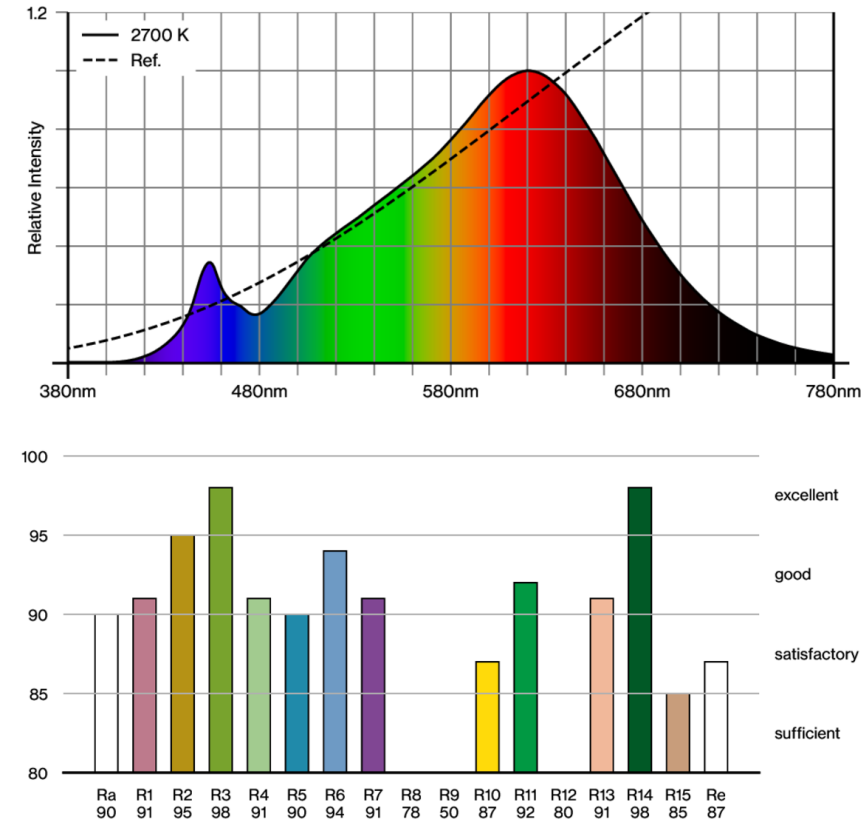 1.2
2700 K
Ref.
Relative Intensity
380nm 480nm 580nm 680nm 780nm
100
excellent
95
good
90
satisfactory
85
sufficient
80
Ra R1 R2 R3 R4 R5 R6 R7 R8 R9 R10 R11 R12 R13 R14 R15 Re
90 91 95 98 91 90 94 91 78 50 87 92 80 91 98 85 87